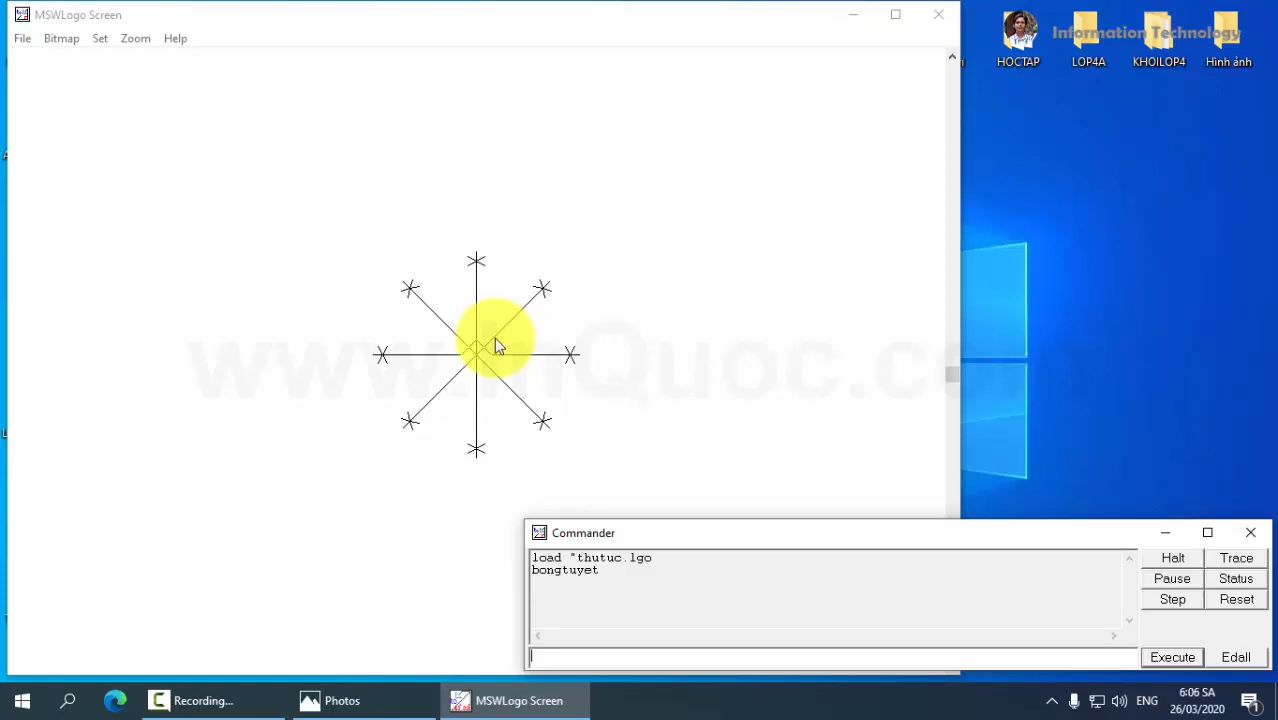 MSWLogo Screen
File Bitmap Set Zoom Help
HOCTAP LOP4A KHOILOP4 Hình ảnh
Information Technology
Commander
load "thutuc.lgo
bongtuyet
Halt Trace
Pause Status
Step Reset
Execute Edall
Recording... Photos MSWLogo Screen
ENG
6:06 SA
26/03/2020